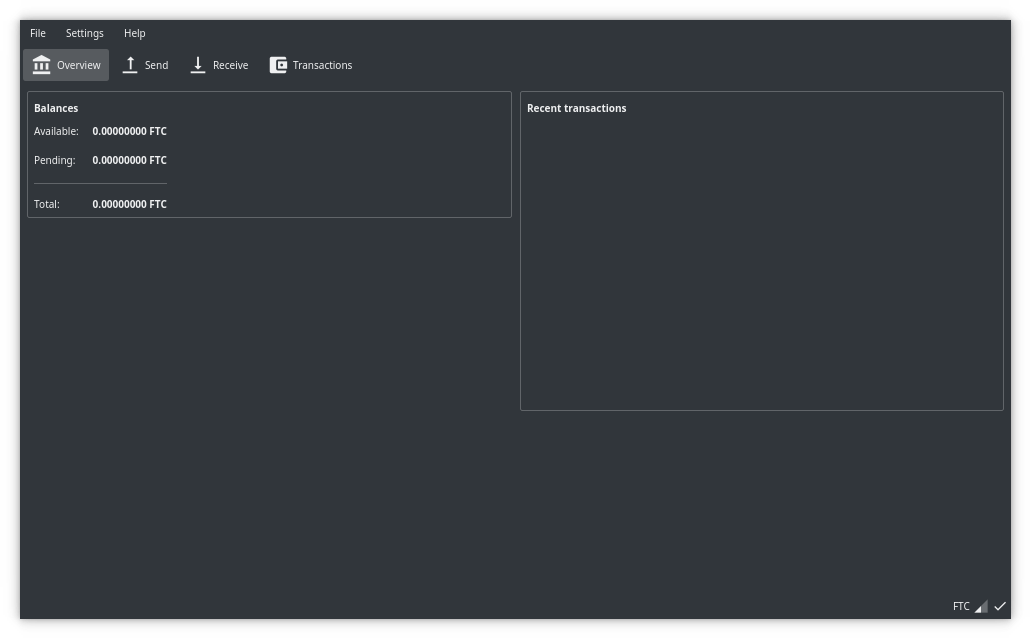 File Settings Help
Overview Send Receive Transactions
Balances
Available: 0.00000000 FTC
Pending: 0.00000000 FTC
Total: 0.00000000 FTC
Recent transactions
FTC